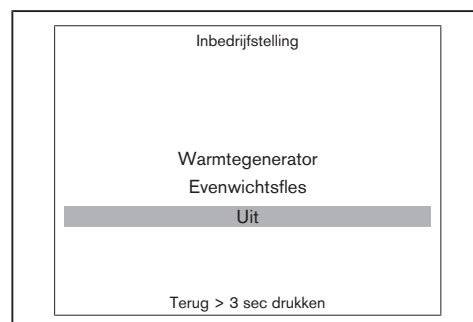 Inbedrijfstelling
Warmtegenerator
Evenwichtsfles
Uit
Terug > 3 sec drukken